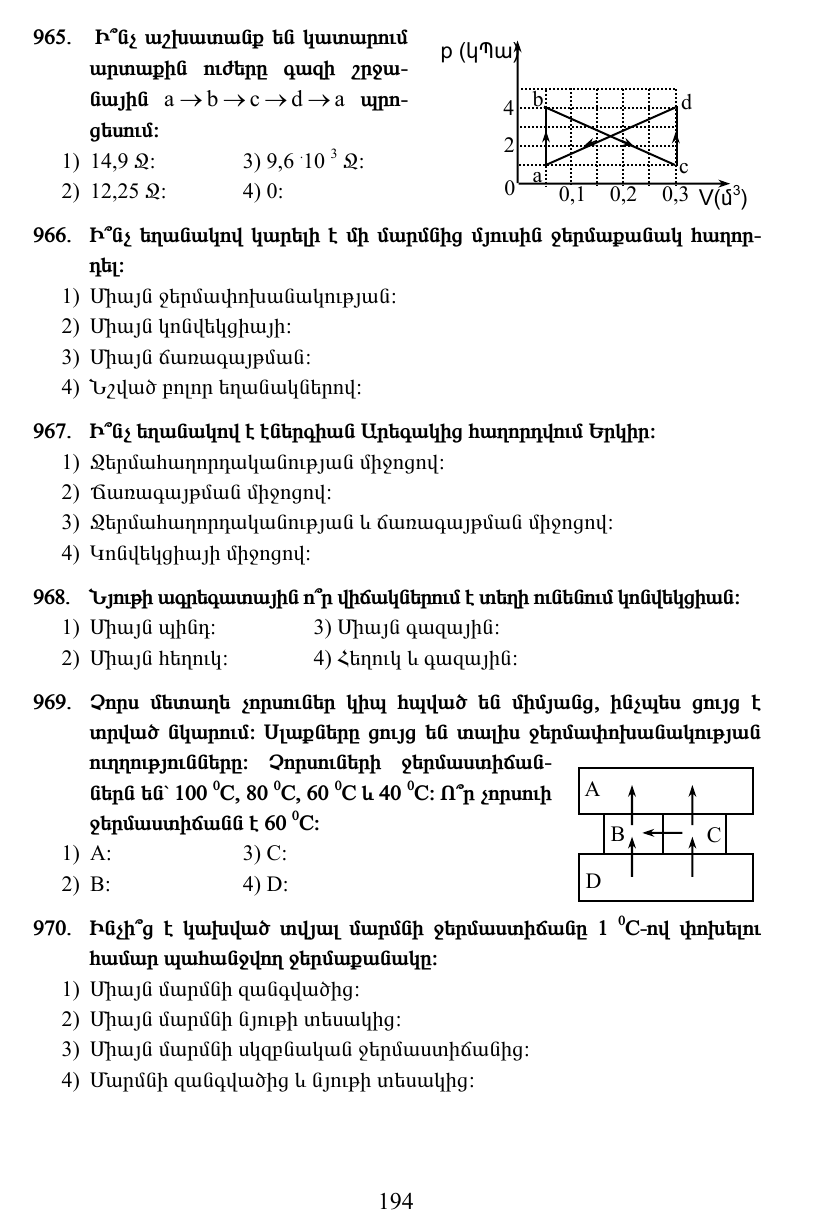 965. Ի՞նչ աշխատանք են կատարում
արտաքին ուժերը գազի շրջա-
նային a → b → c → d → a պրո-
ցեսում:
1) 14,9 Ջ: 3) 9,6 · 10 ³ Ջ:
2) 12,25 Ջ: 4) 0:
p (կՊա)
4 b d
2
a c
0 0,1 0,2 0,3 V(մ³)
966. Ի՞նչ եղանակով կարելի է մի մարմնից մյուսին ջերմաքանակ հաղոր-
դել:
1) Միայն ջերմափոխանակության:
2) Միայն կոնվեկցիայի:
3) Միայն ճառագայթման:
4) Նշված բոլոր եղանակներով:
967. Ի՞նչ եղանակով է էներգիան Արեգակից հաղորդվում Երկիր:
1) Ջերմահաղորդականության միջոցով:
2) Ճառագայթման միջոցով:
3) Ջերմահաղորդականության և ճառագայթման միջոցով:
4) Կոնվեկցիայի միջոցով:
968. Նյութի ագրեգատային ո՞ր վիճակներում է տեղի ունենում կոնվեկցիան:
1) Միայն պինդ: 3) Միայն գազային:
2) Միայն հեղուկ: 4) Հեղուկ և գազային:
969. Չորս մետաղե չորսուներ կիպ հպված են միմյանց, ինչպես ցույց է
տրված նկարում: Սլաքները ցույց են տալիս ջերմափոխանակության
ուղղությունները: Չորսուների ջերմաստիճան-
ներն են՝ 100 ⁰C, 80 ⁰C, 60 ⁰C և 40 ⁰C: Ո՞ր չորսուի
ջերմաստիճանն է 60 ⁰C:
1) A: 3) C:
2) B: 4) D:
A
B C
D
970. Ինչի՞ց է կախված տվյալ մարմնի ջերմաստիճանը 1 ⁰C-ով փոխելու
համար պահանջվող ջերմաքանակը:
1) Միայն մարմնի զանգվածից:
2) Միայն մարմնի նյութի տեսակից:
3) Միայն մարմնի սկզբնական ջերմաստիճանից:
4) Մարմնի զանգվածից և նյութի տեսակից:
194